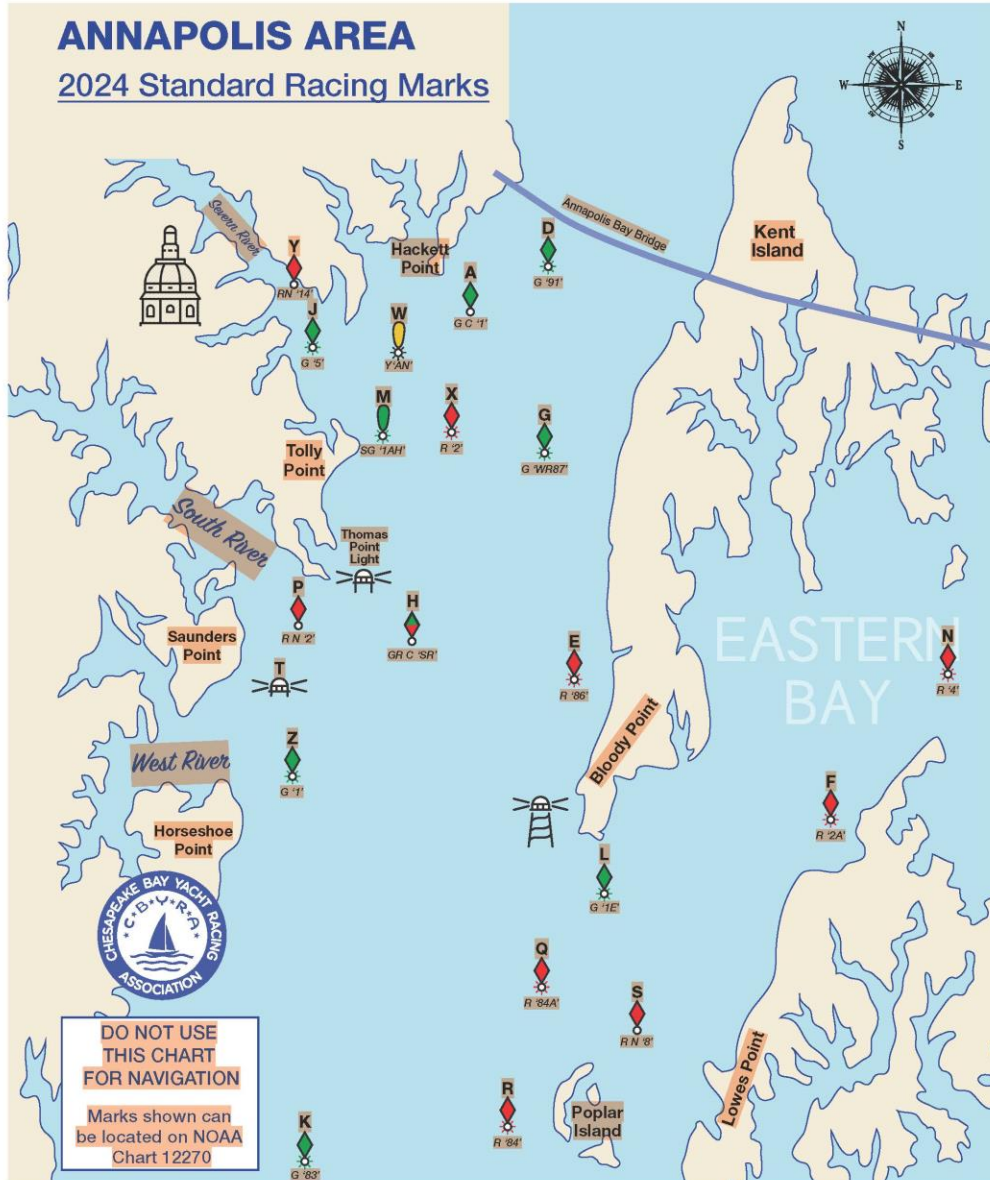 ANNAPOLIS AREA
2024 Standard Racing Marks
N
W
E
S
Severn River
Y
RN '14'
J
G '5'
Hackett
Point
A
G C '1'
D
G '91'
Annapolis Bay Bridge
Kent
Island
W
Y'AN'
M
SG '1AH'
X
R '2'
G
G 'WR87'
Tolly
Point
South River
Thomas
Point
Light
P
R N '2'
H
GR C 'SR'
Saunders
Point
T
E
R '86'
EASTERN
BAY
N
R '4'
Bloody Point
West River
Z
G '1'
F
R '2A'
Horseshoe
Point
L
G '1E'
CHESAPEAKE BAY YACHT RACING
C★B★Y★R★A
ASSOCIATION
Q
R '84A'
S
R N '8'
DO NOT USE
THIS CHART
FOR NAVIGATION
Marks shown can
be located on NOAA
Chart 12270
K
G '83'
R
R '84'
Poplar
Island
Lowes Point